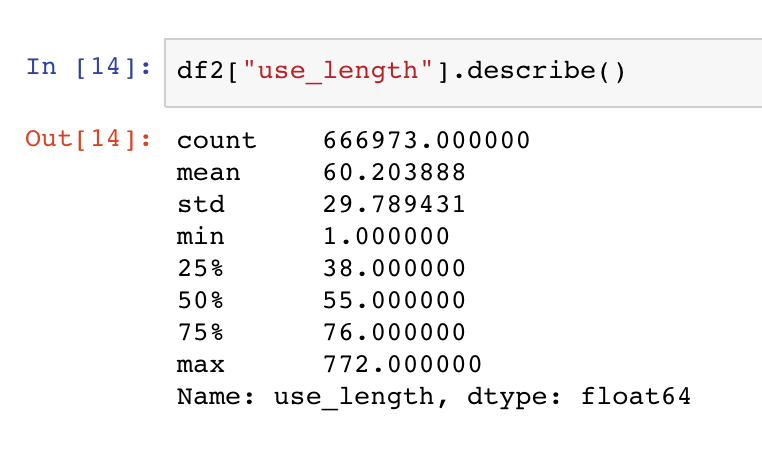 In [14]: df2["use_length"].describe()
Out[14]: count    666973.000000
mean     60.203888
std      29.789431
min      1.000000
25%      38.000000
50%      55.000000
75%      76.000000
max      772.000000
Name: use_length, dtype: float64